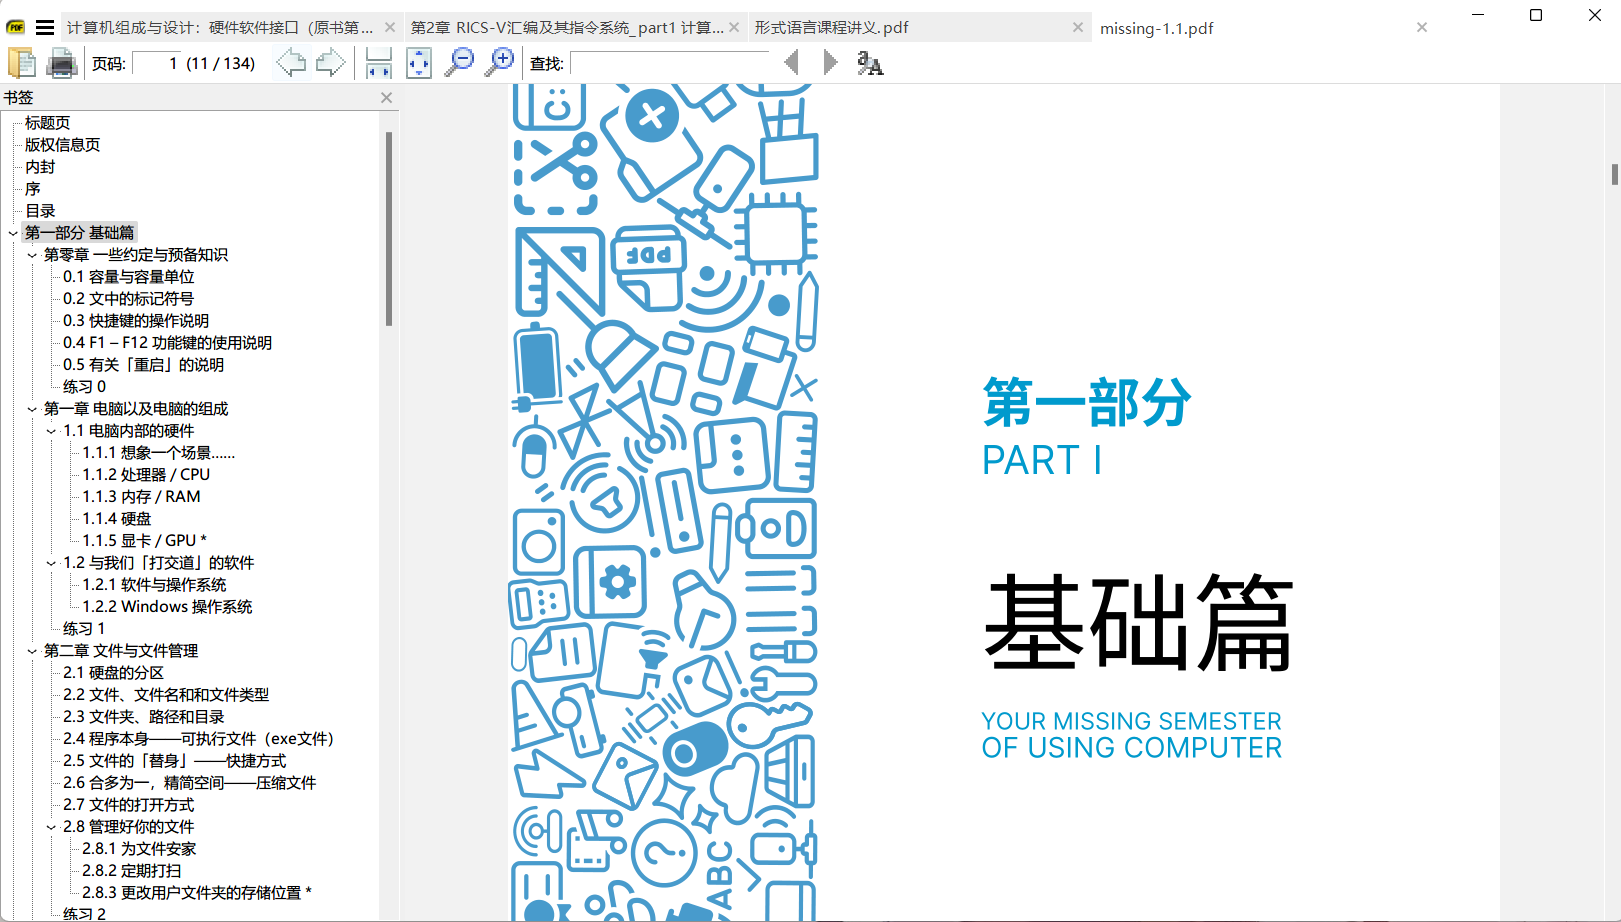 计算机组成与设计：硬件软件接口（原书第...
第2章 RICS-V汇编及其指令系统_part1 计算...
形式语言课程讲义.pdf
missing-1.1.pdf
页码:
1 (11 / 134)
查找:
书签
标题页
版权信息页
内封
序
目录
第一部分 基础篇
第零章 一些约定与预备知识
0.1 容量与容量单位
0.2 文中的标记符号
0.3 快捷键的操作说明
0.4 F1 – F12 功能键的使用说明
0.5 有关「重启」的说明
练习 0
第一章 电脑以及电脑的组成
1.1 电脑内部的硬件
1.1.1 想象一个场景……
1.1.2 处理器 / CPU
1.1.3 内存 / RAM
1.1.4 硬盘
1.1.5 显卡 / GPU *
1.2 与我们「打交道」的软件
1.2.1 软件与操作系统
1.2.2 Windows 操作系统
练习 1
第二章 文件与文件管理
2.1 硬盘的分区
2.2 文件、文件名和和文件类型
2.3 文件夹、路径和目录
2.4 程序本身——可执行文件（exe文件）
2.5 文件的「替身」——快捷方式
2.6 合多为一，精简空间——压缩文件
2.7 文件的打开方式
2.8 管理好你的文件
2.8.1 为文件安家
2.8.2 定期打扫
2.8.3 更改用户文件夹的存储位置 *
练习 2
PDF
ABC
第一部分
PART I
基础篇
YOUR MISSING SEMESTER
OF USING COMPUTER